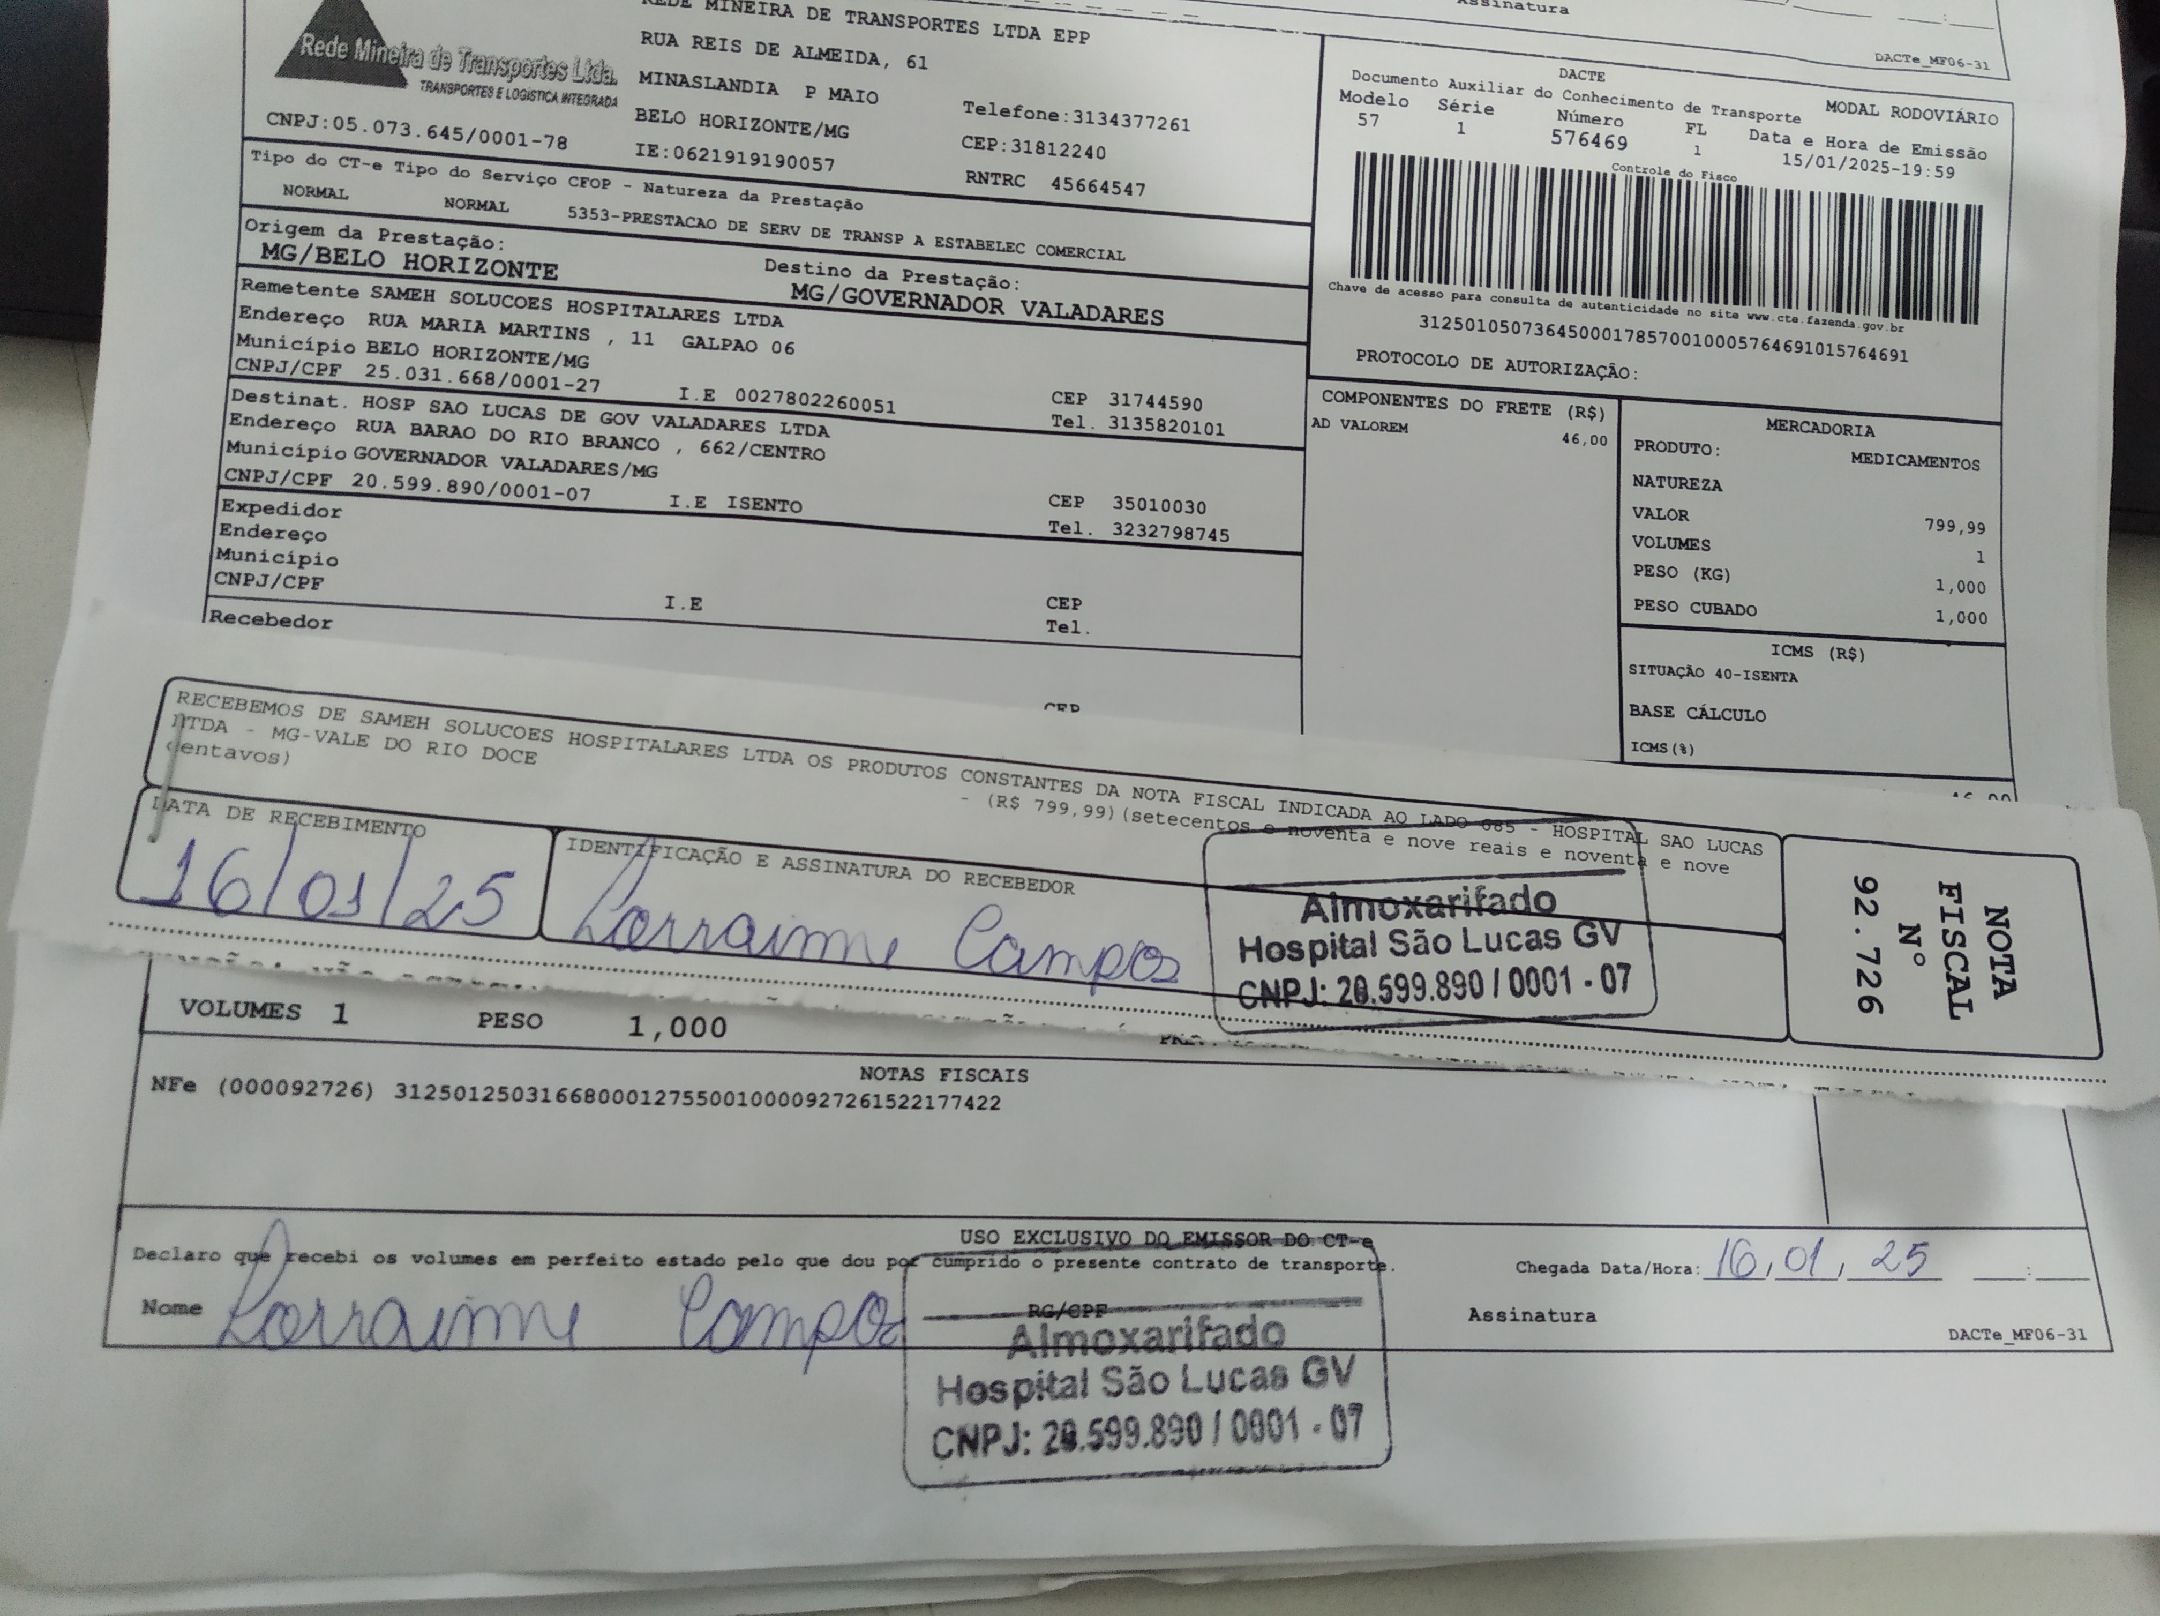 Assinatura
DACTe_MF06-31
REDE MINEIRA DE TRANSPORTES LTDA EPP
Rede Mineira de Transportes Ltda.
TRANSPORTES E LOGÍSTICA INTEGRADA
RUA REIS DE ALMEIDA, 61
MINASLANDIA P MAIO
BELO HORIZONTE/MG
Telefone:3134377261
CNPJ:05.073.645/0001-78
IE:0621919190057
CEP:31812240
RNTRC 45664547
DACTE
Documento Auxiliar do Conhecimento de Transporte
MODAL RODOVIÁRIO
Modelo Série Número FL Data e Hora de Emissão
57 1 576469 1 15/01/2025-19:59
Controle do Fisco
Chave de acesso para consulta de autenticidade no site www.cte.fazenda.gov.br
31250105073645000178570010005764691015764691
PROTOCOLO DE AUTORIZAÇÃO:
Tipo do CT-e Tipo do Serviço CFOP - Natureza da Prestação
NORMAL NORMAL 5353-PRESTACAO DE SERV DE TRANSP A ESTABELEC COMERCIAL
Origem da Prestação: Destino da Prestação:
MG/BELO HORIZONTE MG/GOVERNADOR VALADARES
Remetente SAMEH SOLUCOES HOSPITALARES LTDA
Endereço RUA MARIA MARTINS , 11 GALPAO 06
Município BELO HORIZONTE/MG CEP 31744590
CNPJ/CPF 25.031.668/0001-27 I.E 0027802260051 Tel. 3135820101
Destinat. HOSP SAO LUCAS DE GOV VALADARES LTDA
Endereço RUA BARAO DO RIO BRANCO , 662/CENTRO
Município GOVERNADOR VALADARES/MG CEP 35010030
CNPJ/CPF 20.599.890/0001-07 I.E ISENTO Tel. 3232798745
Expedidor
Endereço
Município CEP
CNPJ/CPF I.E Tel.
Recebedor
CEP
COMPONENTES DO FRETE (R$)
AD VALOREM 46,00
MERCADORIA
PRODUTO: MEDICAMENTOS
NATUREZA
VALOR 799,99
VOLUMES 1
PESO (KG) 1,000
PESO CUBADO 1,000
ICMS (R$)
SITUAÇÃO 40-ISENTA
BASE CÁLCULO
ICMS(%)
46,00
RECEBEMOS DE SAMEH SOLUCOES HOSPITALARES LTDA OS PRODUTOS CONSTANTES DA NOTA FISCAL INDICADA AO LADO 685 - HOSPITAL SAO LUCAS
LTDA - MG-VALE DO RIO DOCE - (R$ 799,99)(setecentos e noventa e nove reais e noventa e nove
centavos)
DATA DE RECEBIMENTO
16/01/25
IDENTIFICAÇÃO E ASSINATURA DO RECEBEDOR
Lorraine Campos
Almoxarifado
Hospital São Lucas GV
CNPJ: 20.599.890/0001-07
NOTA
FISCAL
Nº
92.726
VOLUMES 1 PESO 1,000
NOTAS FISCAIS
NFe (000092726) 31250125031668000127550010000927261522177422
USO EXCLUSIVO DO EMISSOR DO CT-e
Declaro que recebi os volumes em perfeito estado pelo que dou por cumprido o presente contrato de transporte.
Chegada Data/Hora: 16,01,25 __:__
Nome Lorraine Campos RG/CPF Assinatura
DACTe_MF06-31
Almoxarifado
Hospital São Lucas GV
CNPJ: 20.599.890/0001-07